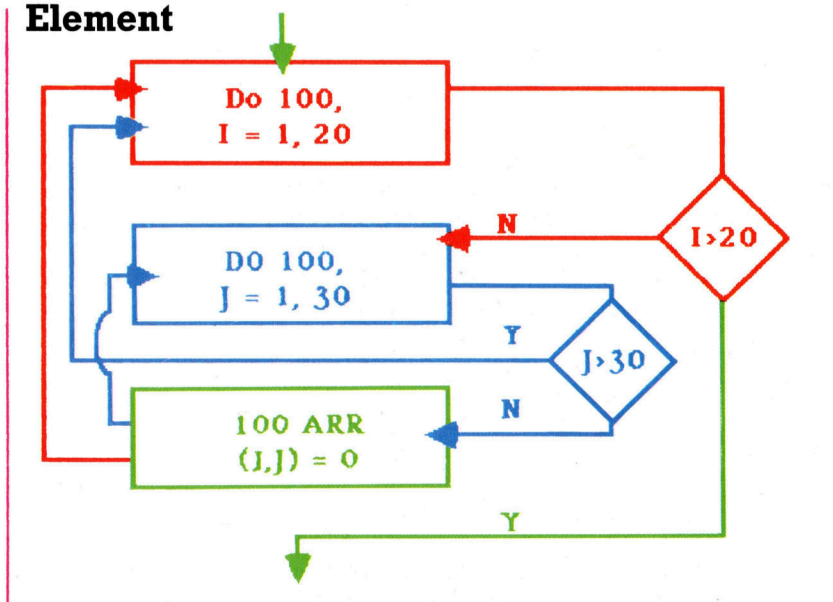 Element
Do 100,
I = 1, 20
N
I>20
DO 100,
J = 1, 30
Y
J>30
N
100 ARR
(I,J) = 0
Y